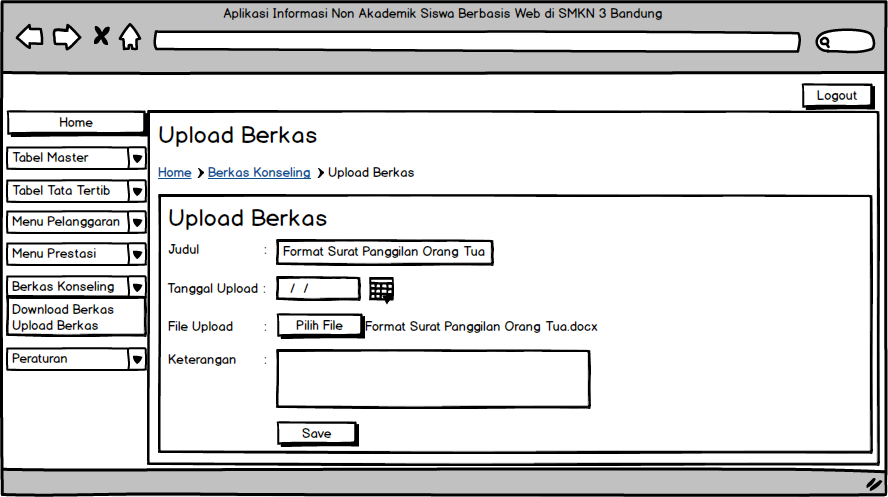 Aplikasi Informasi Non Akademik Siswa Berbasis Web di SMKN 3 Bandung
Logout
Home
Tabel Master
Tabel Tata Tertib
Menu Pelanggaran
Menu Prestasi
Berkas Konseling
Download Berkas
Upload Berkas
Peraturan
Upload Berkas
Home Berkas Konseling Upload Berkas
Upload Berkas
Judul : Format Surat Panggilan Orang Tua
Tanggal Upload : / /
File Upload : Pilih File Format Surat Panggilan Orang Tua.docx
Keterangan :
Save